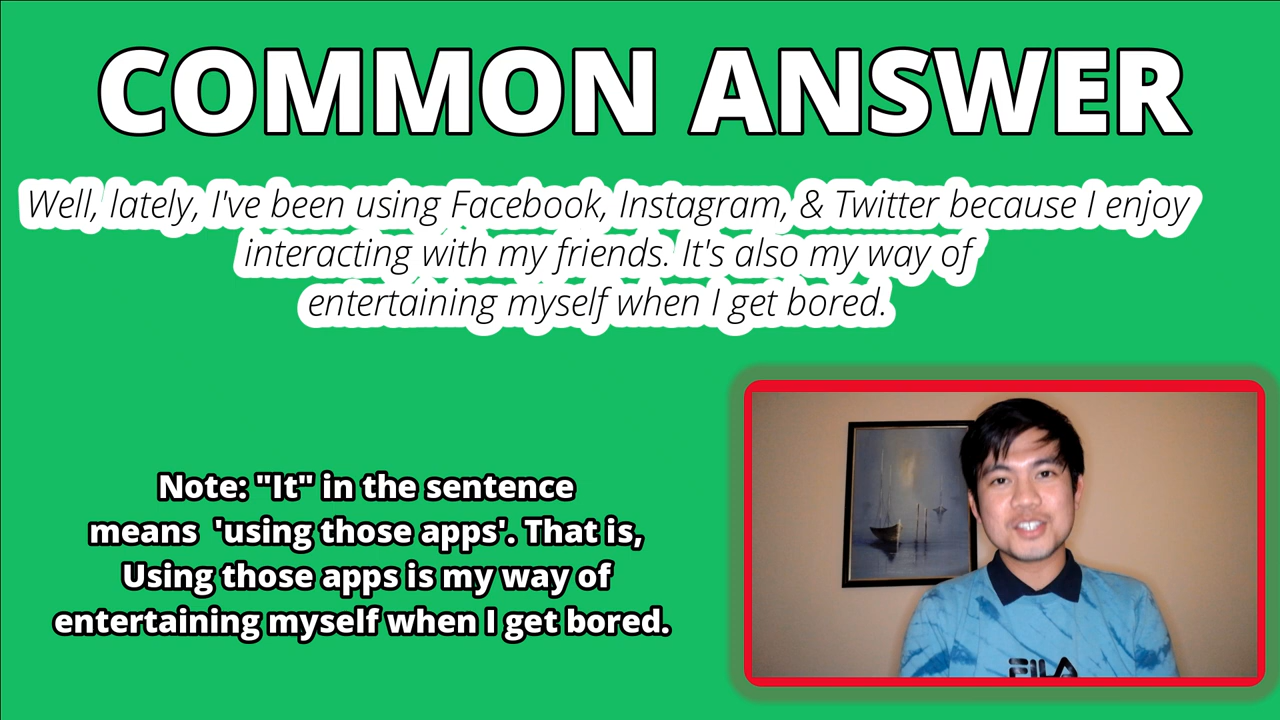 COMMON ANSWER
Well, lately, I've been using Facebook, Instagram, & Twitter because I enjoy
interacting with my friends. It's also my way of
entertaining myself when I get bored.
Note: "It" in the sentence
means  'using those apps'. That is,
Using those apps is my way of
entertaining myself when I get bored.
FILA